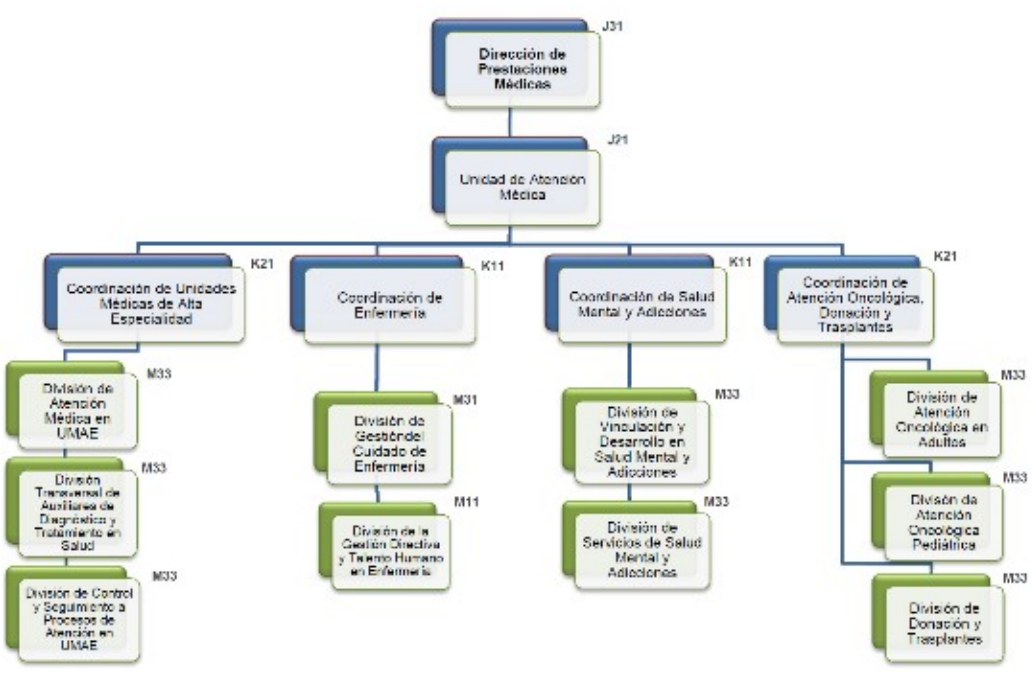 J31
Dirección de
Prestaciones
Médicas
J21
Unidad de Atención
Médica
K21
Coordinación de Unidades
Médicas de Alta
Especialidad
K11
Coordinación de
Enfermería
K11
Coordinación de Salud
Mental y Adicciones
K21
Coordinación de
Atención Oncológica,
Donación y
Trasplantes
M33
División de
Atención
Médica en
UMAE
M33
División
Transversal de
Auxiliares de
Diagnóstico y
Tratamiento en
Salud
M33
División de Control
y Seguimiento a
Procesos de
Atención en
UMAE
M31
División de
Gestióndel
Cuidado de
Enfermería
M11
División de la
Gestión Directiva
y Talento Humano
en Enfermería
M33
División de
Vinculación y
Desarrollo en
Salud Mental y
Adicciones
M33
División de
Servicios de Salud
Mental y
Adicciones
M33
División de
Atención
Oncológica en
Adultos
M33
División de
Atención
Oncológica
Pediátrica
M33
División de
Donación y
Trasplantes